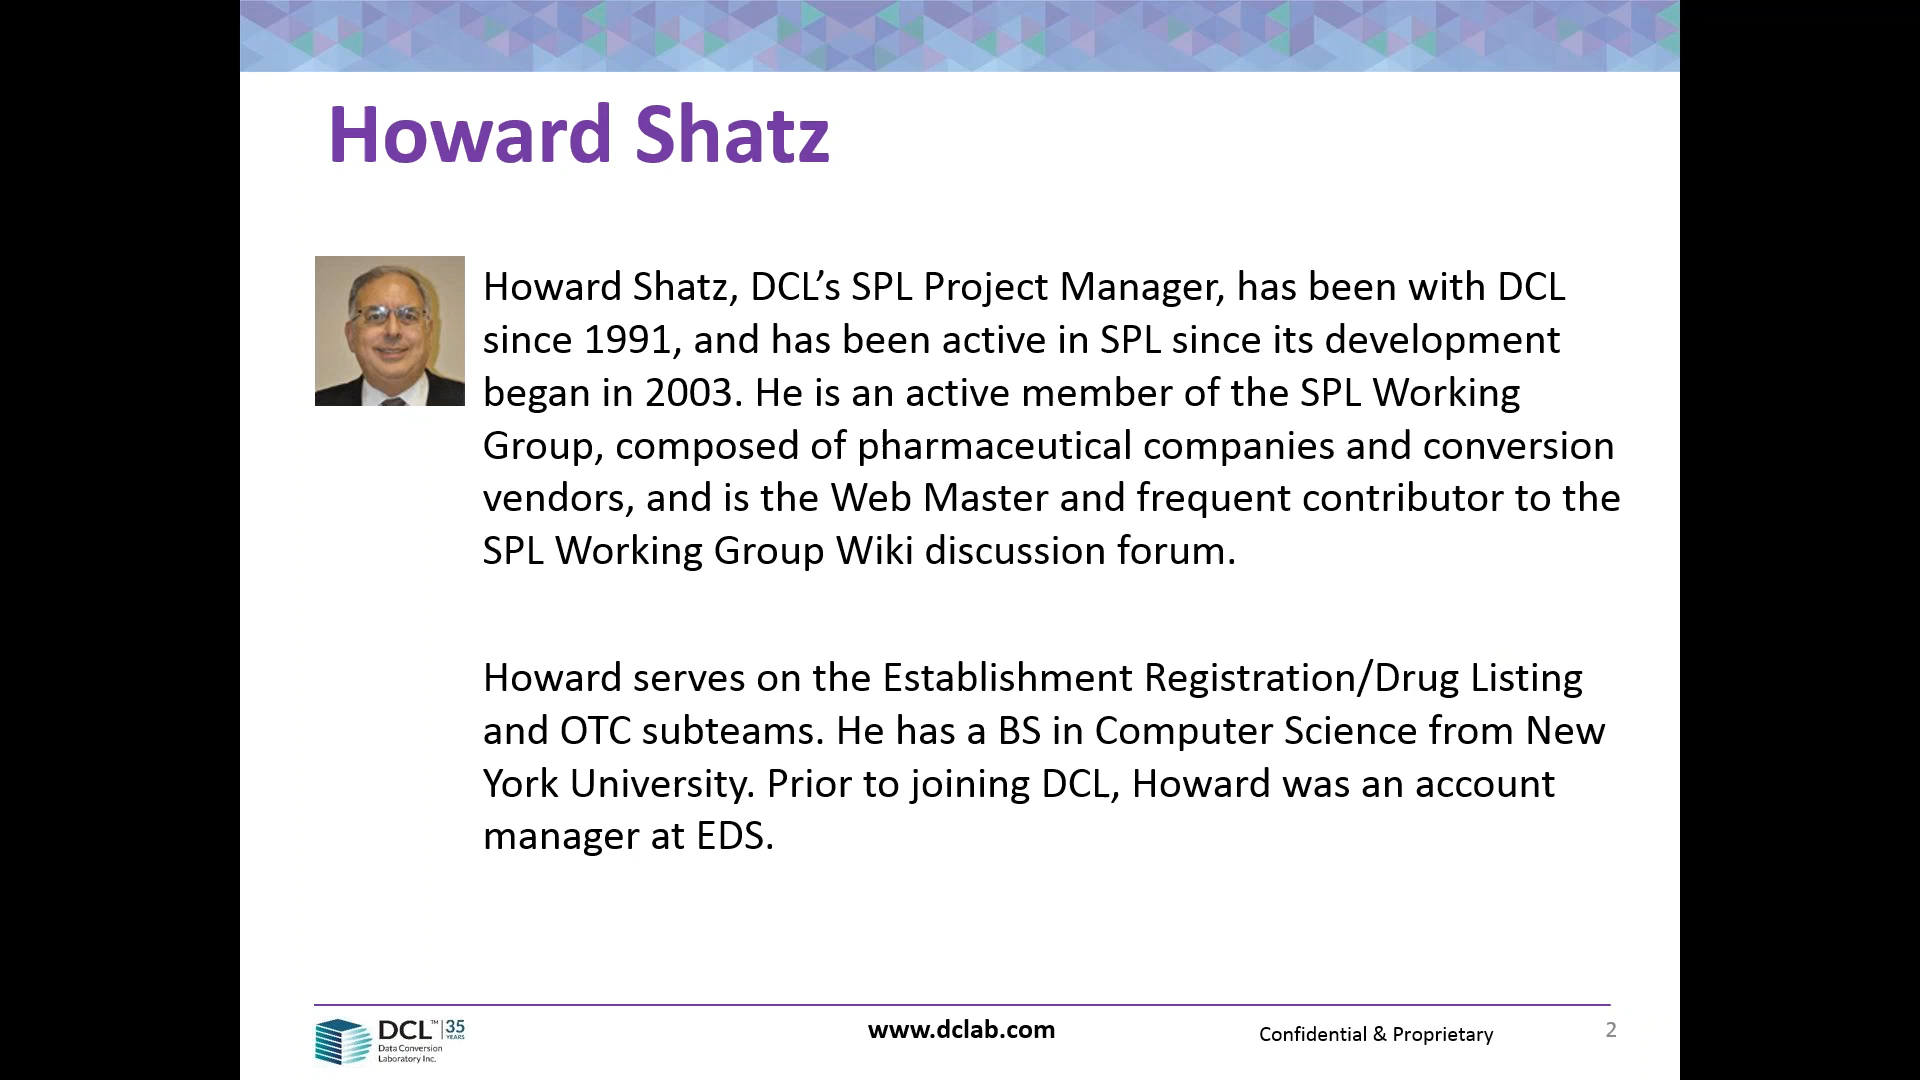 Howard Shatz
Howard Shatz, DCL’s SPL Project Manager, has been with DCL
since 1991, and has been active in SPL since its development
began in 2003. He is an active member of the SPL Working
Group, composed of pharmaceutical companies and conversion
vendors, and is the Web Master and frequent contributor to the
SPL Working Group Wiki discussion forum.
Howard serves on the Establishment Registration/Drug Listing
and OTC subteams. He has a BS in Computer Science from New
York University. Prior to joining DCL, Howard was an account
manager at EDS.
DCL™ 35
YEARS
Data Conversion
Laboratory Inc.
www.dclab.com
Confidential & Proprietary
2